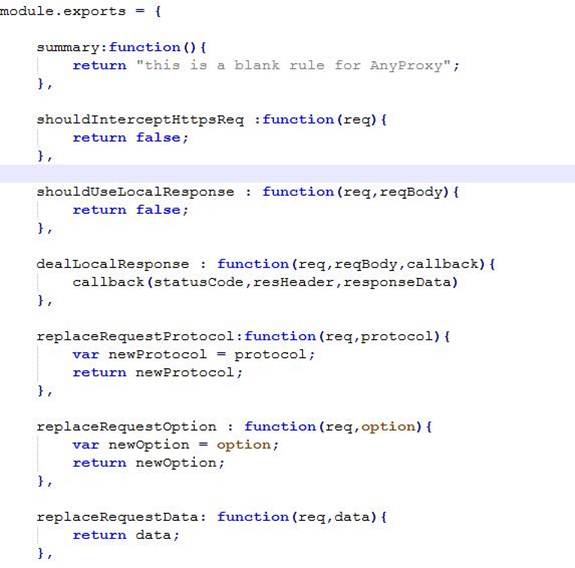 module.exports = {
summary:function(){
return "this is a blank rule for AnyProxy";
},
shouldInterceptHttpsReq :function(req){
return false;
},
shouldUseLocalResponse : function(req,reqBody){
return false;
},
dealLocalResponse : function(req,reqBody,callback){
callback(statusCode,resHeader,responseData)
},
replaceRequestProtocol:function(req,protocol){
var newProtocol = protocol;
return newProtocol;
},
replaceRequestOption : function(req,option){
var newOption = option;
return newOption;
},
replaceRequestData: function(req,data){
return data;
},